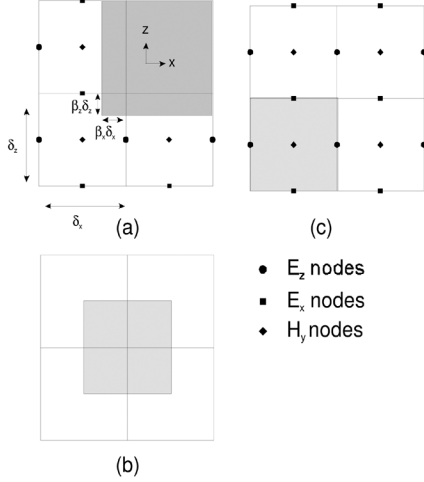 z
x
β_zδ_z
β_xδ_x
δ_z
δ_x
(a)
(c)
E_z nodes
E_x nodes
H_y nodes
(b)